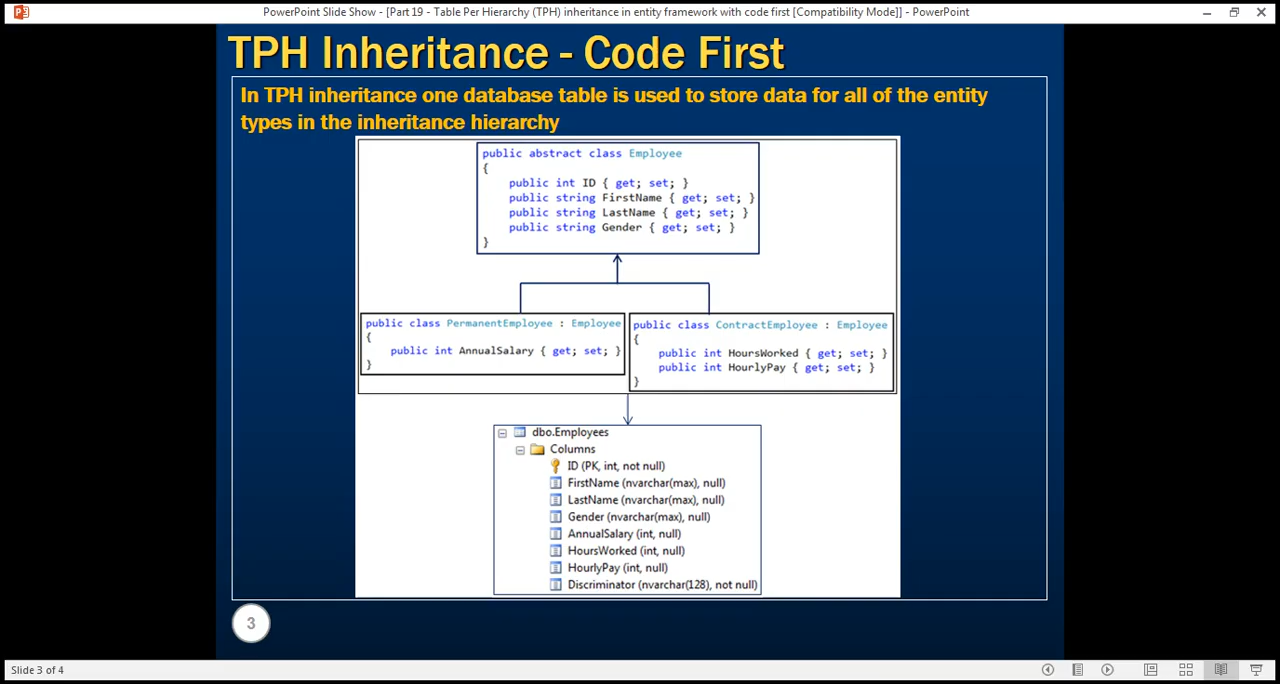 PowerPoint Slide Show - [Part 19 - Table Per Hierarchy (TPH) inheritance in entity framework with code first [Compatibility Mode]] - PowerPoint
TPH Inheritance - Code First
In TPH inheritance one database table is used to store data for all of the entity
types in the inheritance hierarchy
public abstract class Employee
{
public int ID { get; set; }
public string FirstName { get; set; }
public string LastName { get; set; }
public string Gender { get; set; }
}
public class PermanentEmployee : Employee
{
public int AnnualSalary { get; set; }
}
public class ContractEmployee : Employee
{
public int HoursWorked { get; set; }
public int HourlyPay { get; set; }
}
dbo.Employees
Columns
ID (PK, int, not null)
FirstName (nvarchar(max), null)
LastName (nvarchar(max), null)
Gender (nvarchar(max), null)
AnnualSalary (int, null)
HoursWorked (int, null)
HourlyPay (int, null)
Discriminator (nvarchar(128), not null)
3
Slide 3 of 4